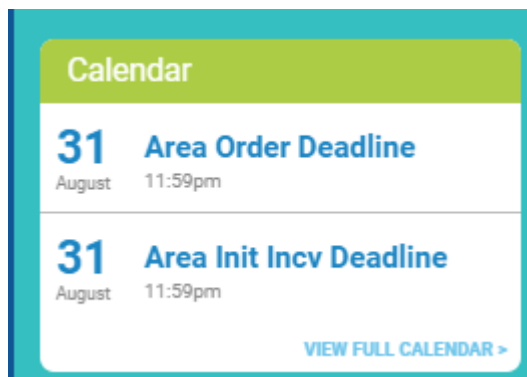 Calendar
31 Area Order Deadline
August 11:59pm
31 Area Init Incv Deadline
August 11:59pm
VIEW FULL CALENDAR >